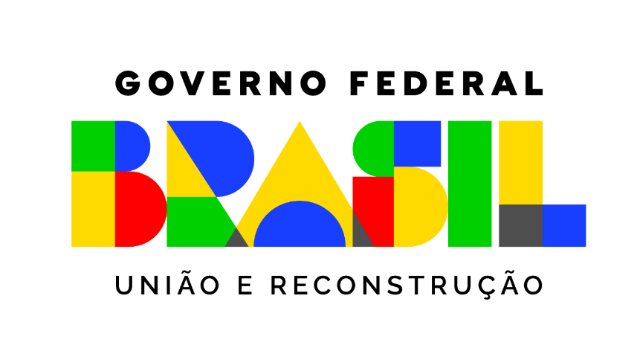 GOVERNO FEDERAL
BRASIL
UNIÃO E RECONSTRUÇÃO